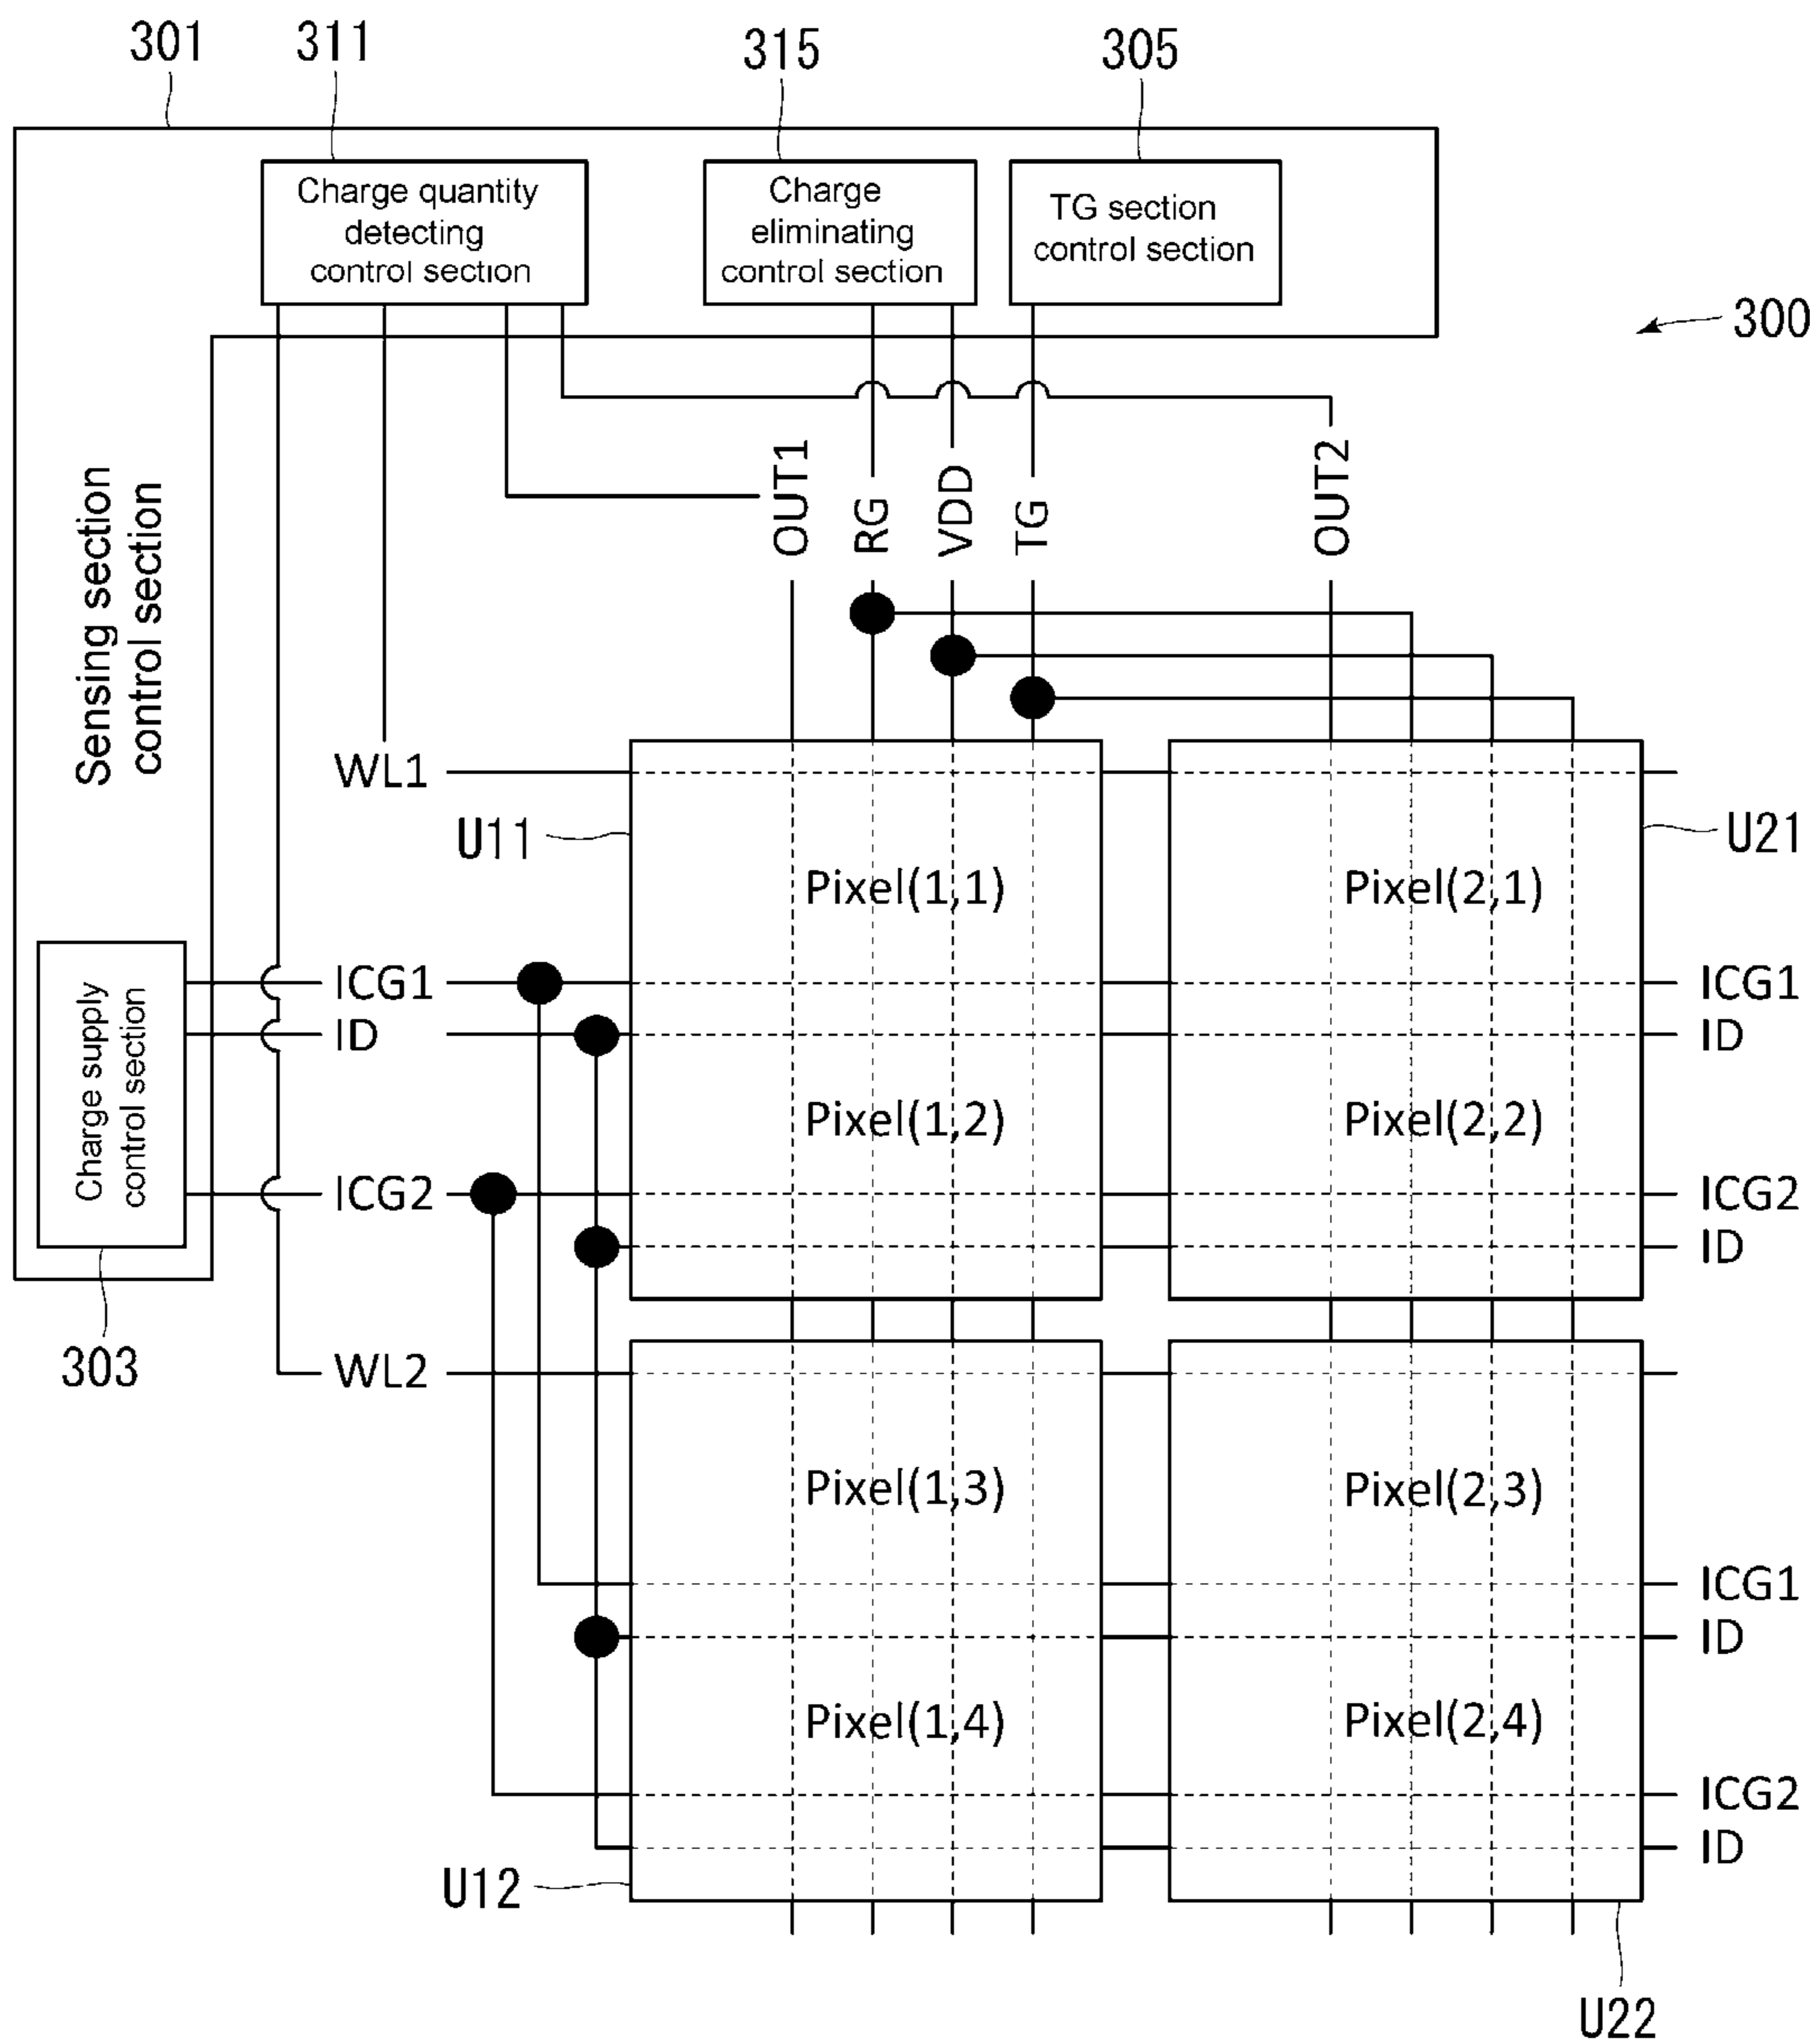 301
311
315
305
Charge quantity
detecting
control section
Charge
eliminating
control section
TG section
control section
300
OUT1
RG
VDD
TG
OUT2
Sensing section
control section
WL1
U11
U21
Pixel(1,1)
Pixel(2,1)
ICG1
ICG1
ID
ID
Charge supply
control section
Pixel(1,2)
Pixel(2,2)
ICG2
ICG2
ID
303
WL2
Pixel(1,3)
Pixel(2,3)
ICG1
ID
Pixel(1,4)
Pixel(2,4)
ICG2
ID
U12
U22